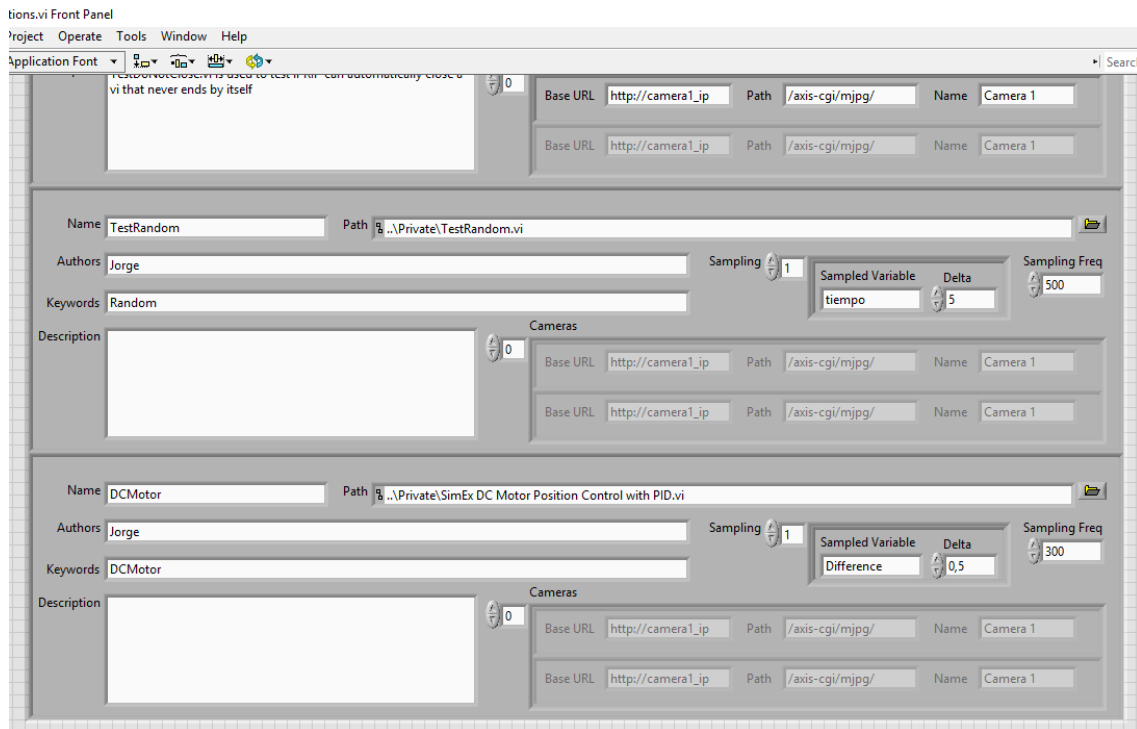 tions.vi Front Panel
Project Operate Tools Window Help
Application Font Search
vi that never ends by itself
0
Base URL http://camera1_ip Path /axis-cgi/mjpg/ Name Camera 1
Base URL http://camera1_ip Path /axis-cgi/mjpg/ Name Camera 1
Name TestRandom Path ..\Private\TestRandom.vi
Authors Jorge Sampling 1 Sampled Variable Delta Sampling Freq
tiempo 5 500
Keywords Random
Description 0 Cameras
Base URL http://camera1_ip Path /axis-cgi/mjpg/ Name Camera 1
Base URL http://camera1_ip Path /axis-cgi/mjpg/ Name Camera 1
Name DCMotor Path ..\Private\SimEx DC Motor Position Control with PID.vi
Authors Jorge Sampling 1 Sampled Variable Delta Sampling Freq
Difference 0,5 300
Keywords DCMotor
Description 0 Cameras
Base URL http://camera1_ip Path /axis-cgi/mjpg/ Name Camera 1
Base URL http://camera1_ip Path /axis-cgi/mjpg/ Name Camera 1